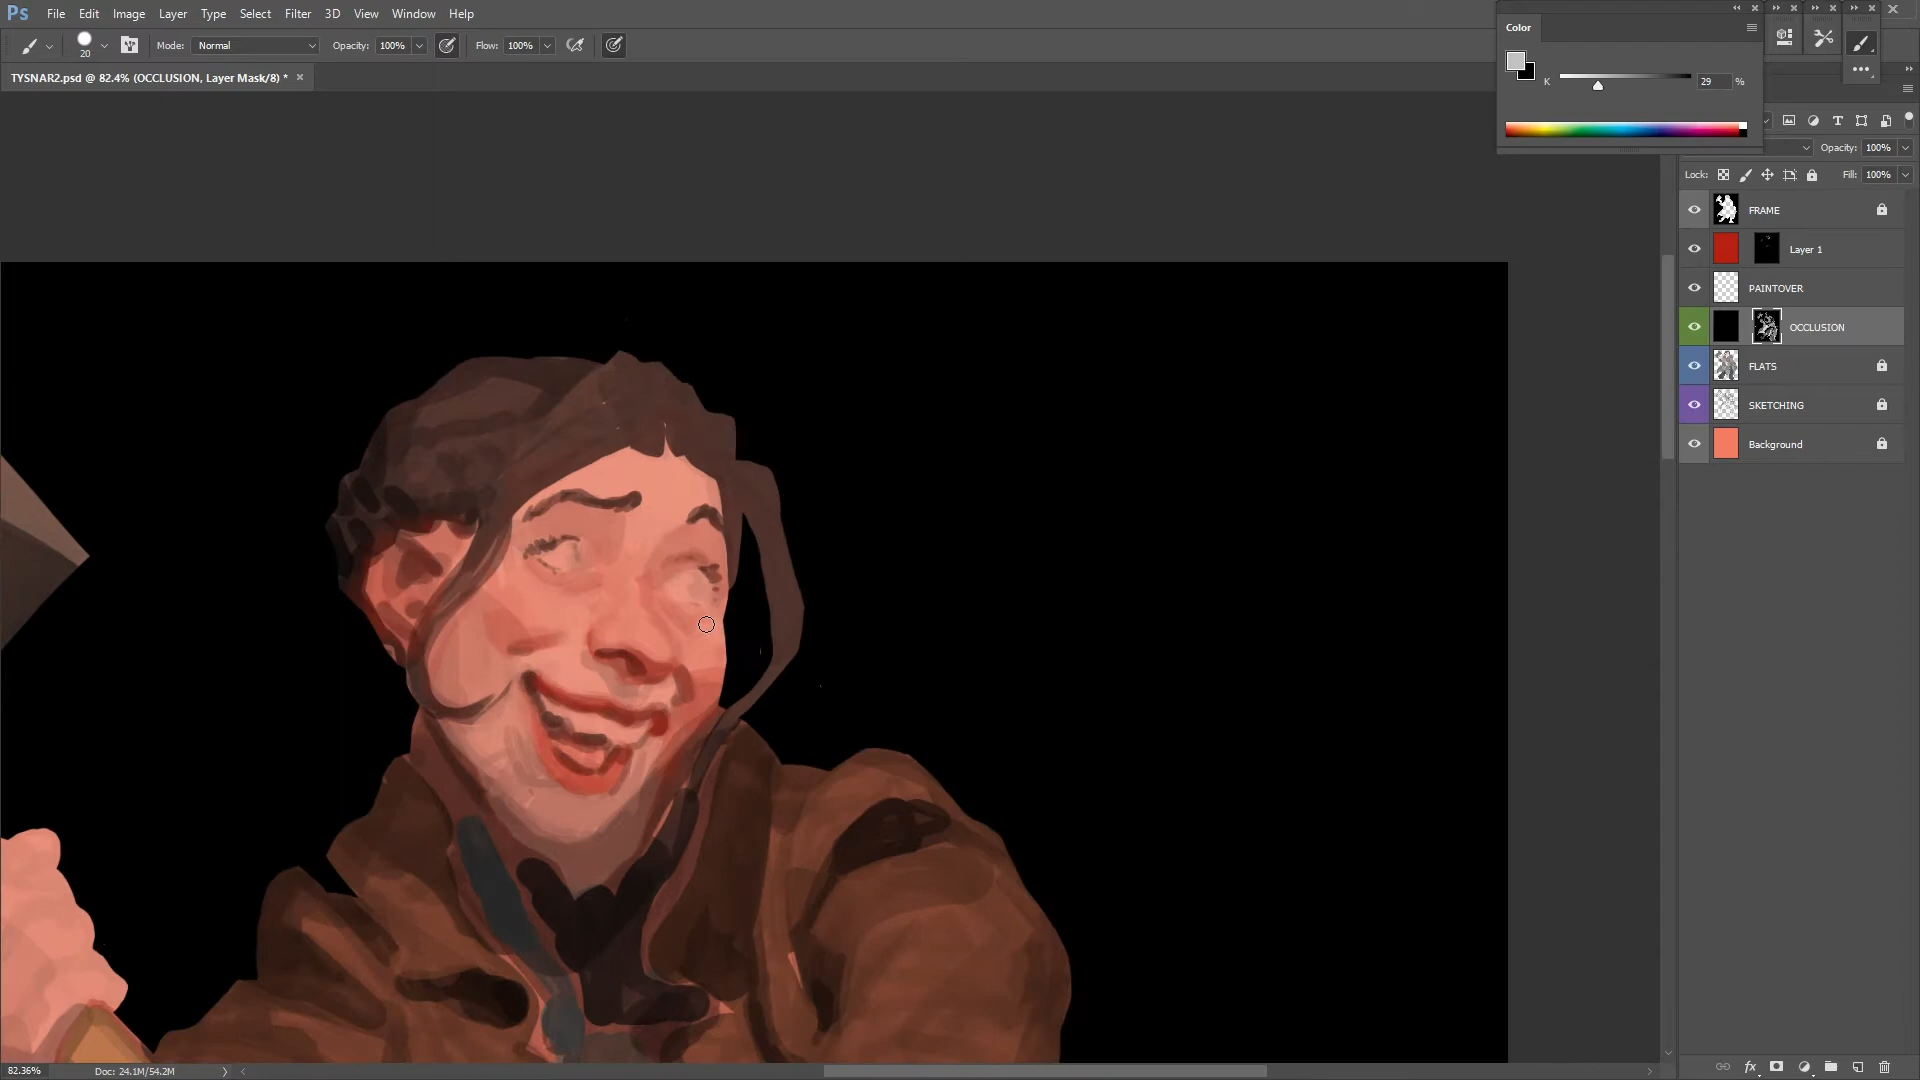 Ps File Edit Image Layer Type Select Filter 3D View Window Help
20 Mode: Normal Opacity: 100% Flow: 100%
TYSNAR2.psd @ 82.4% (OCCLUSION, Layer Mask/8) *
Color
K 29 %
Opacity: 100%
Lock: Fill: 100%
FRAME
Layer 1
PAINTOVER
OCCLUSION
FLATS
SKETCHING
Background
82.36% Doc: 24.1M/54.2M
fx